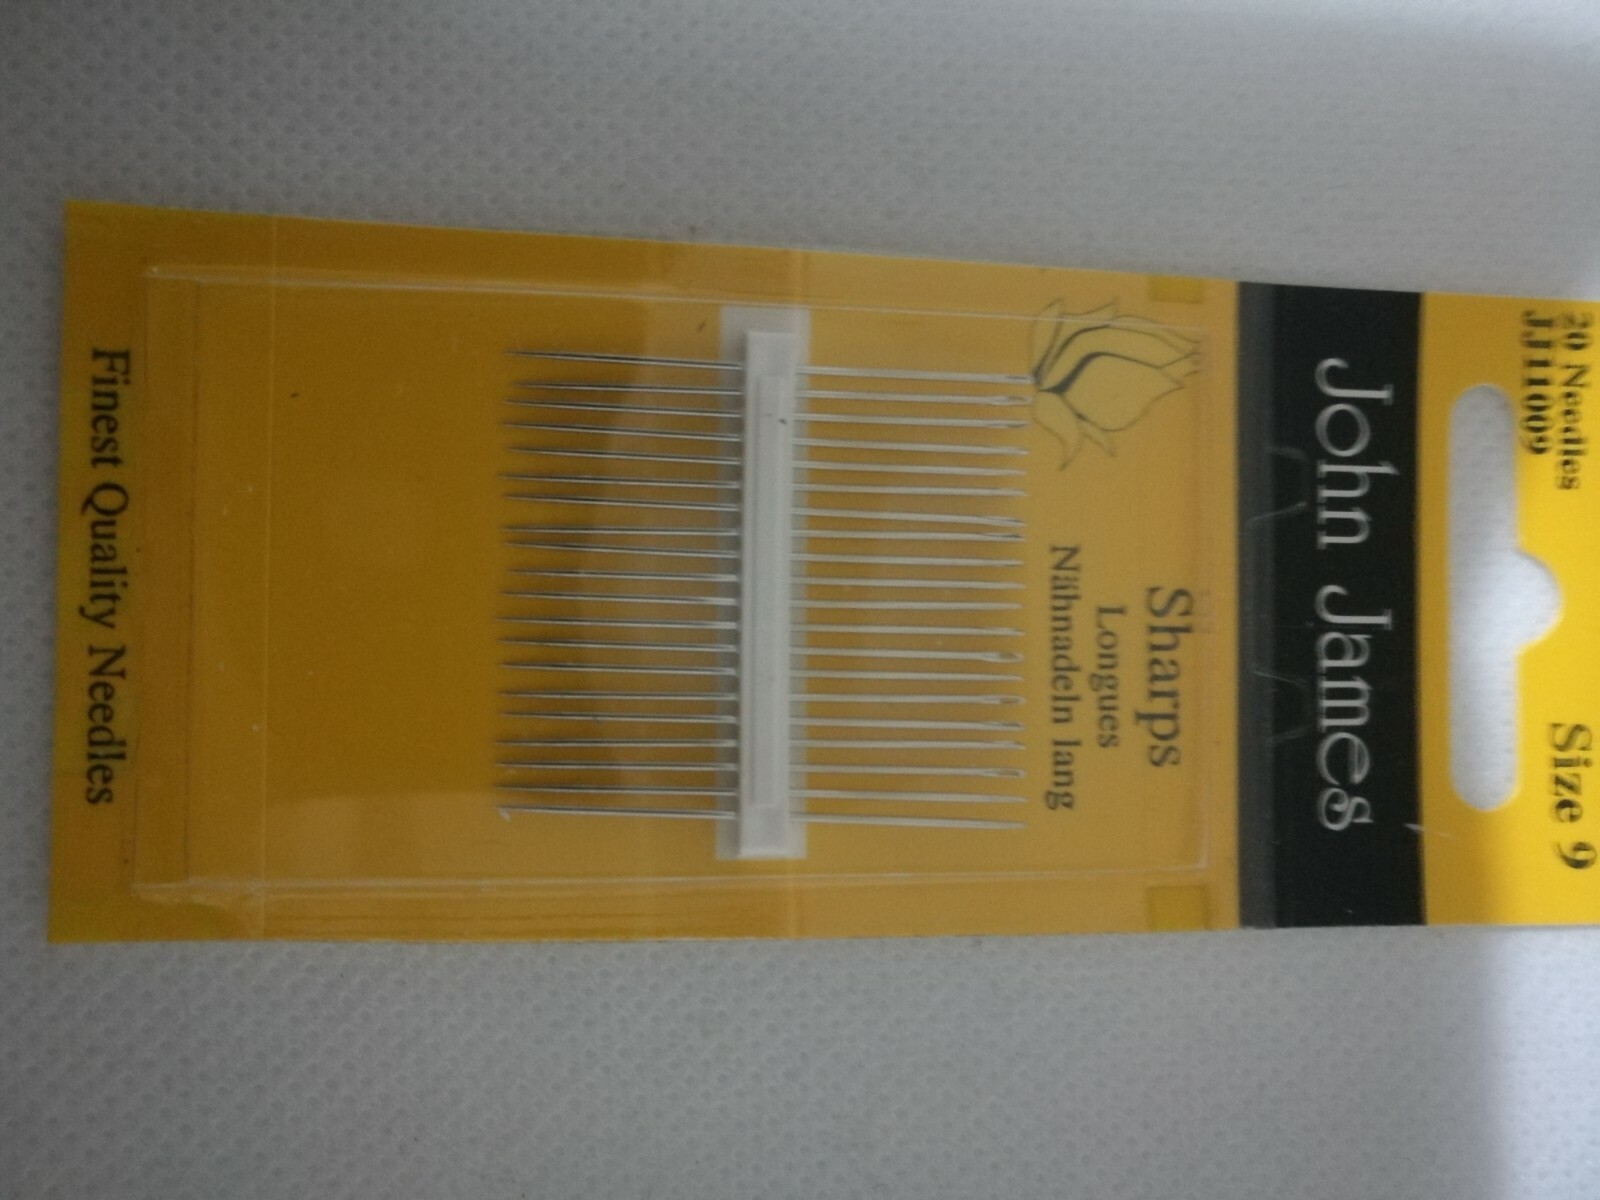 20 Needles
JJ11009
Size 9
John James
Sharps
Longues
Nähnadeln lang
Finest Quality Needles